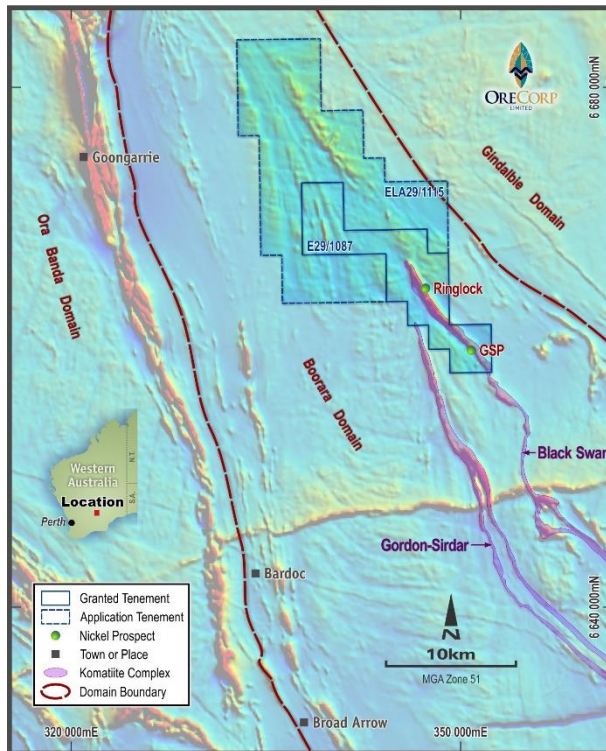 ORECORP
LIMITED
6 680 000mN
Goongarrie
Gindalbie Domain
ELA29/1115
E29/1087
Ora Banda Domain
Ringlock
GSP
Boorara Domain
Black Swan
Western
Australia
Location
Perth
N.T.
S.A.
Gordon-Sirdar
Bardoc
Granted Tenement
Application Tenement
Nickel Prospect
Town or Place
Komatiite Complex
Domain Boundary
N
10km
MGA Zone 51
6 640 000mN
Broad Arrow
320 000mE
350 000mE